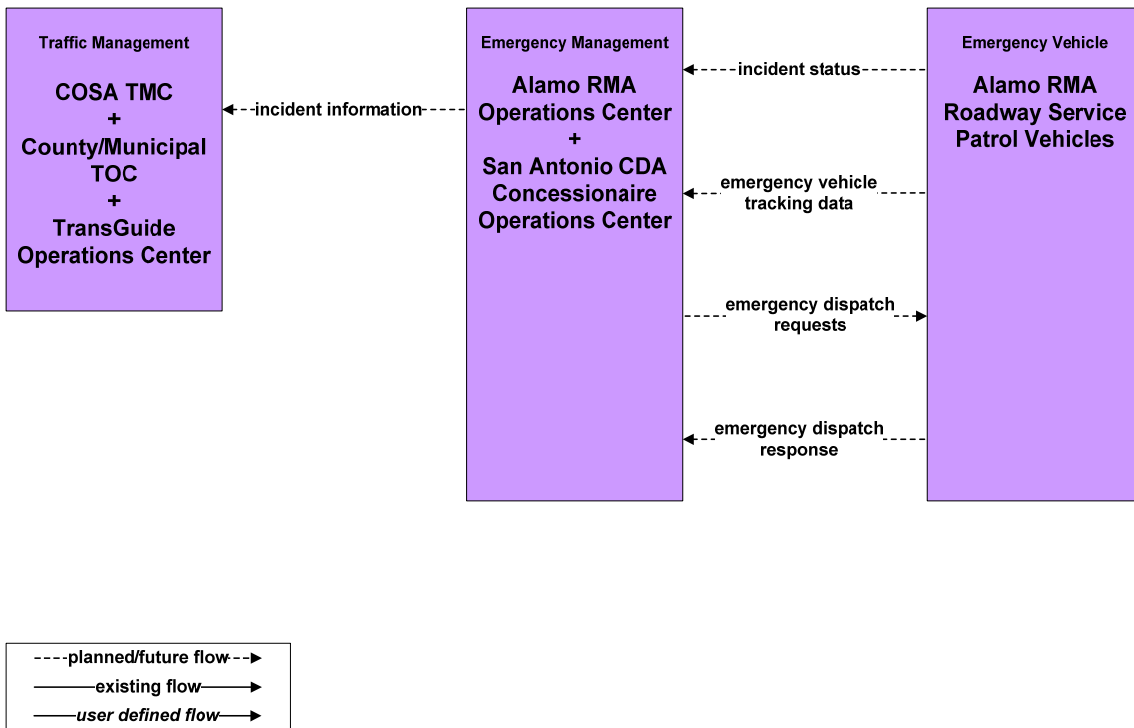 Traffic Management
COSA TMC
+
County/Municipal
TOC
+
TransGuide
Operations Center
incident information
Emergency Management
Alamo RMA
Operations Center
+
San Antonio CDA
Concessionaire
Operations Center
incident status
emergency vehicle
tracking data
emergency dispatch
requests
emergency dispatch
response
Emergency Vehicle
Alamo RMA
Roadway Service
Patrol Vehicles
planned/future flow
existing flow
user defined flow